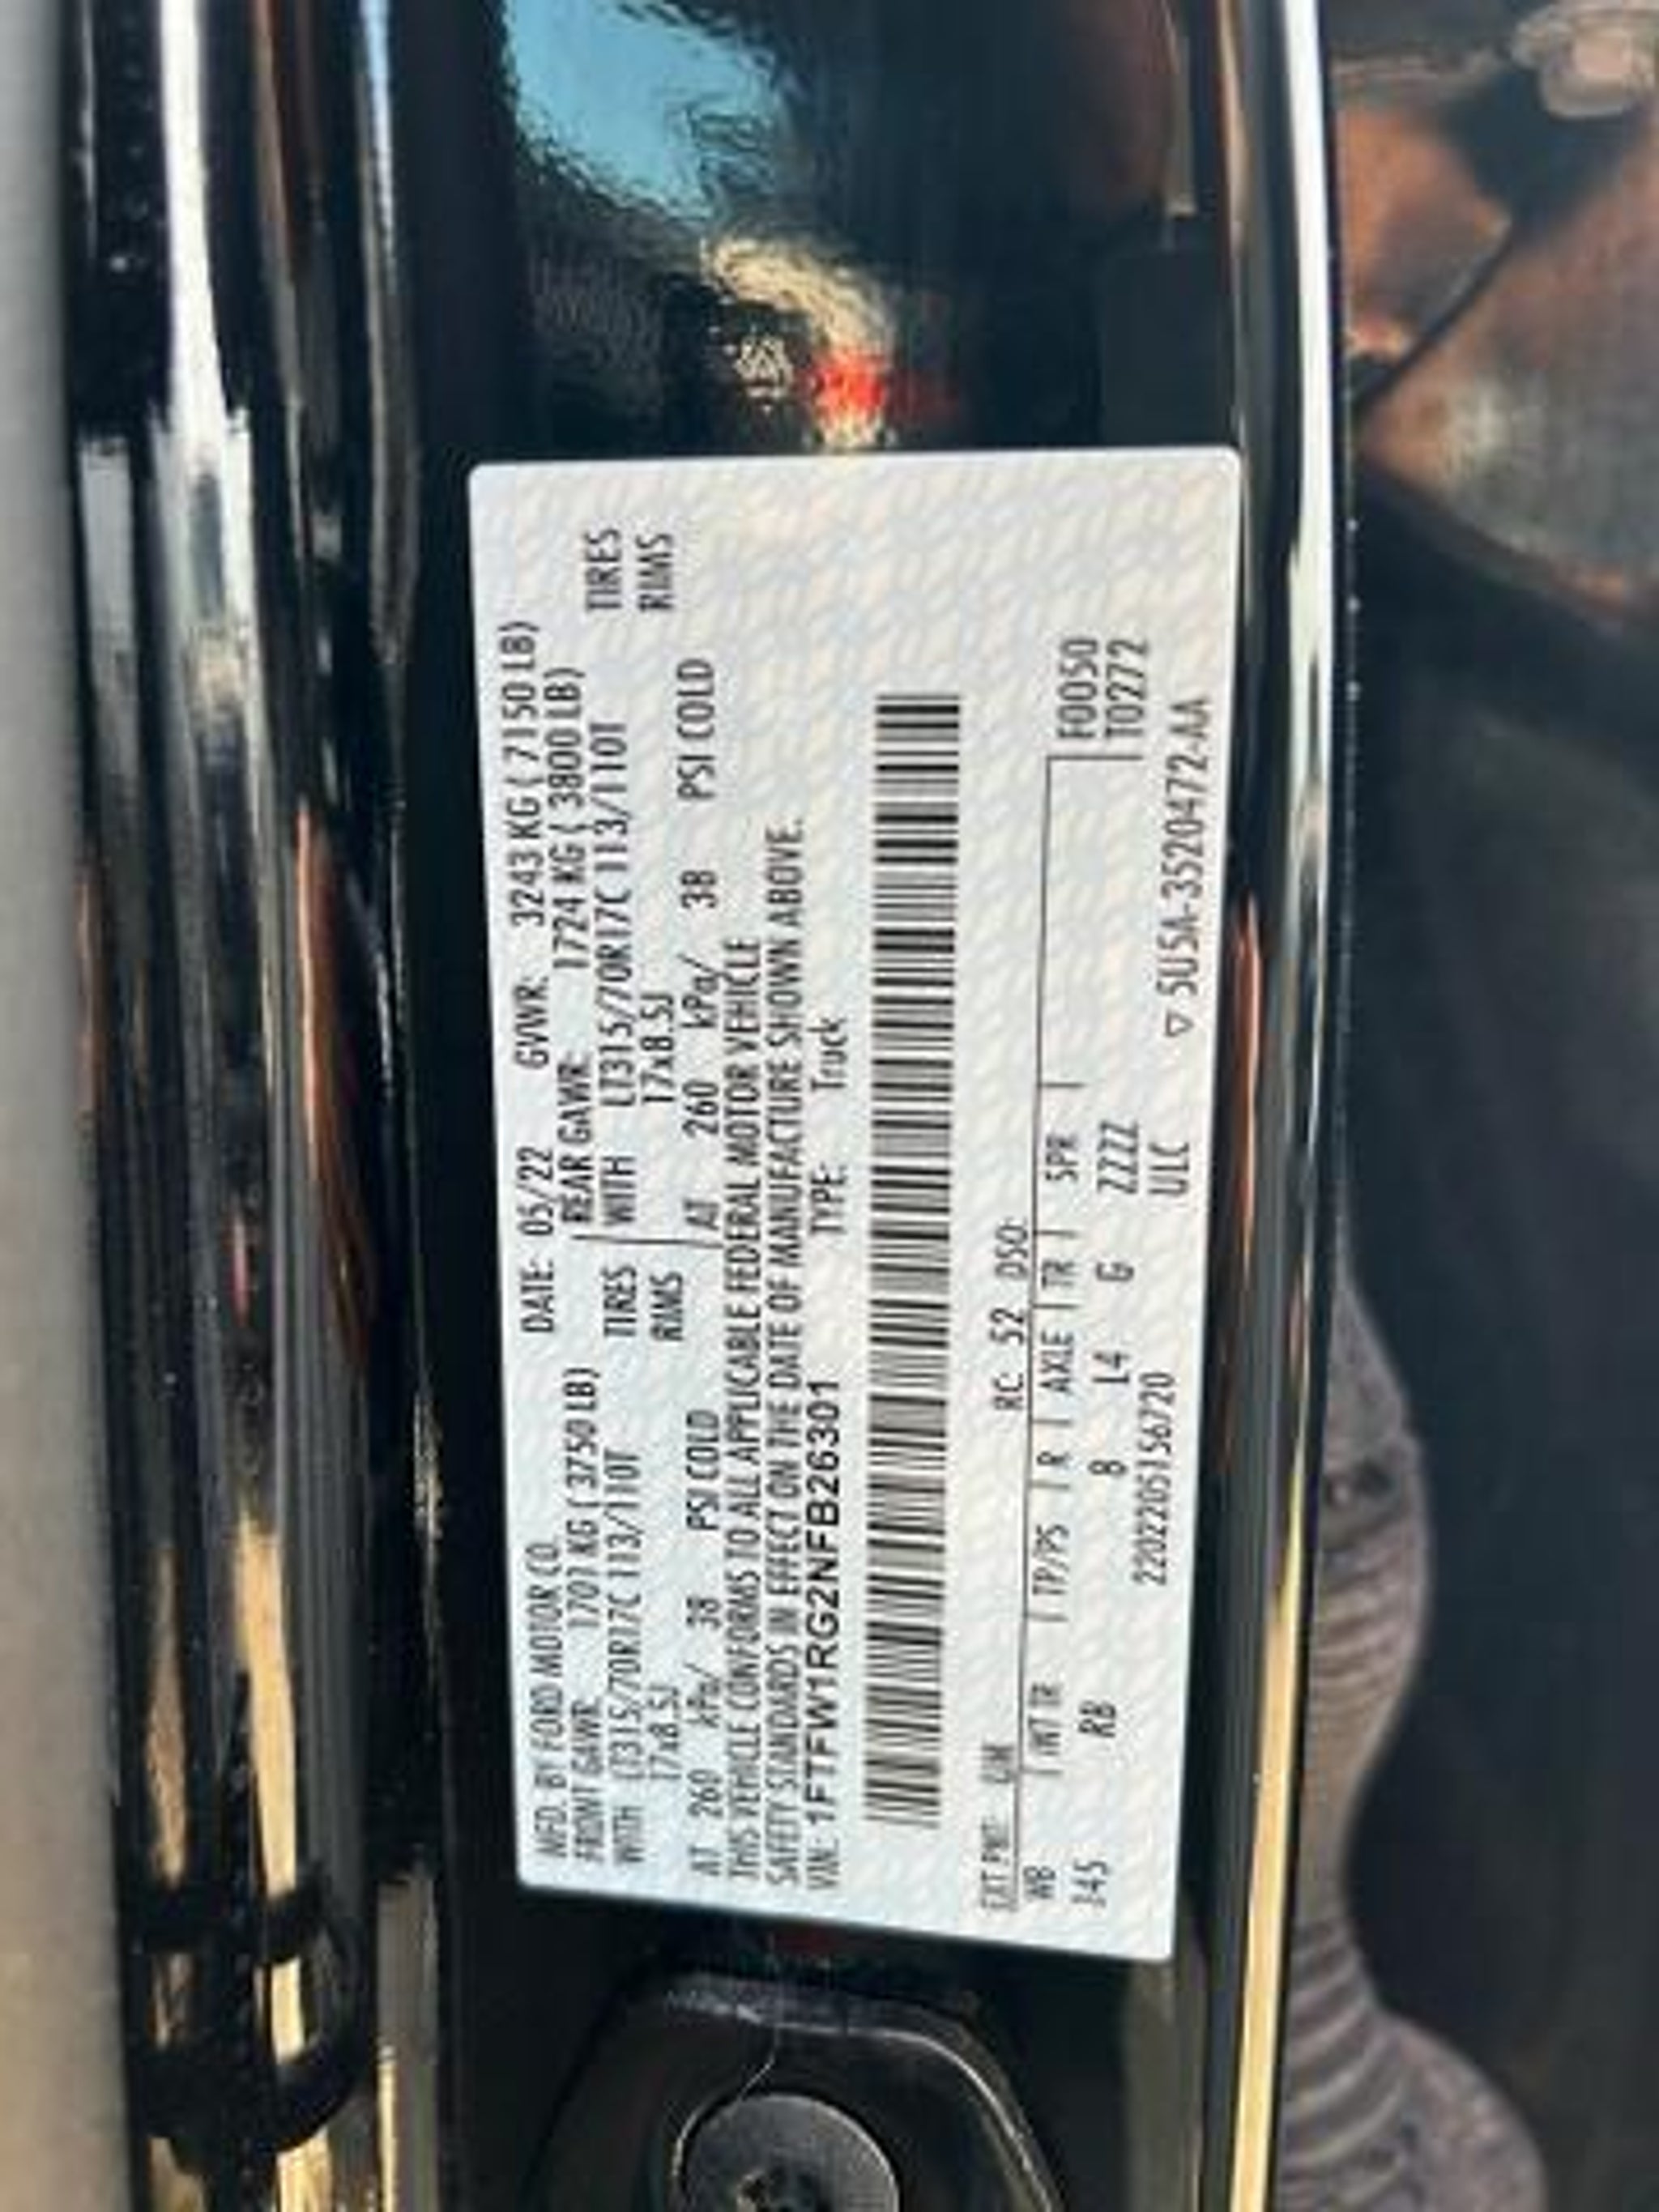 MFD. BY FORD MOTOR CO. DATE: 05/22 GVWR: 3243 KG ( 7150 LB)
FRONT GAWR: 1701 KG ( 3750 LB) REAR GAWR: 1724 KG ( 3800 LB)
WITH LT315/70R17C 113/110T TIRES WITH LT315/70R17C 113/110T TIRES
17x8.5J RIMS 17x8.5J RIMS
AT 260 kPa/ 38 PSI COLD AT 260 kPa/ 38 PSI COLD
THIS VEHICLE CONFORMS TO ALL APPLICABLE FEDERAL MOTOR VEHICLE
SAFETY STANDARDS IN EFFECT ON THE DATE OF MANUFACTURE SHOWN ABOVE.
VIN: 1FTFW1RG2NFB26301 TYPE: Truck
EXT PNT: RC: 52 DSO:
WB INT TR TP/PS R AXLE TR SPR F0050
145 RB 8 L4 G ZZZZ T0272
2202205156720 ULC
▽ 5U5A-3520472-AA